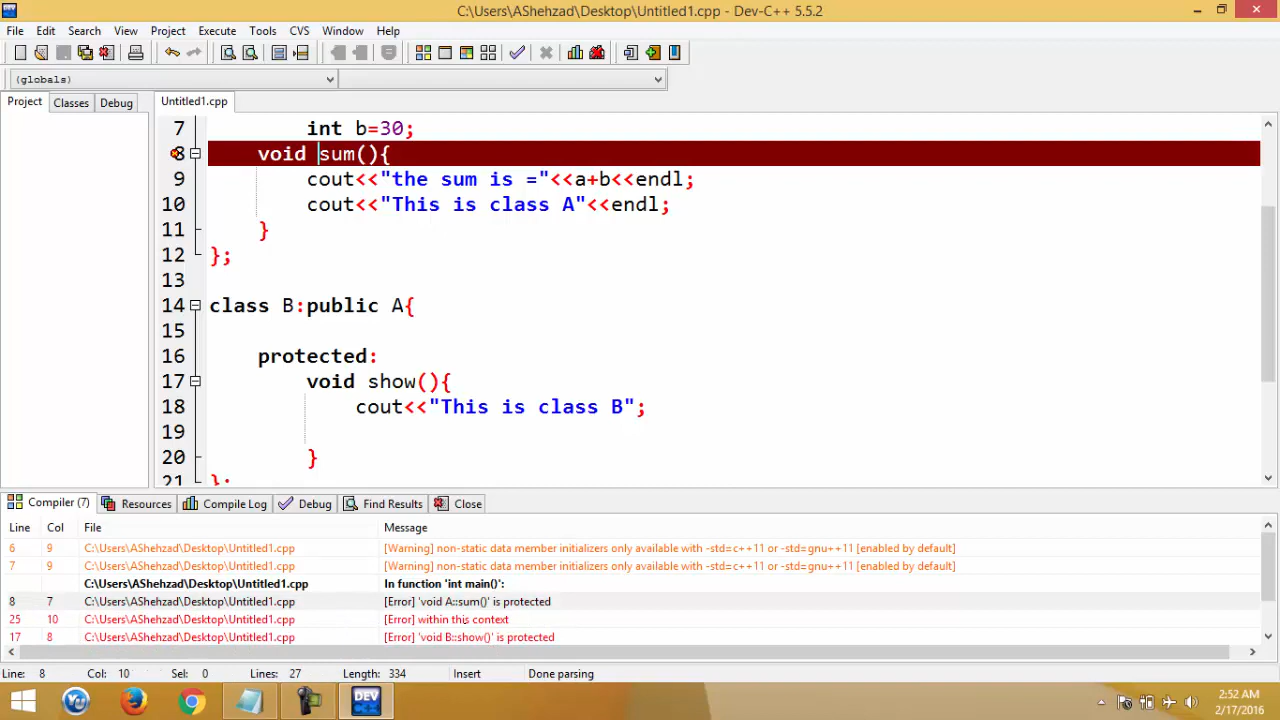 C:\Users\AShehzad\Desktop\Untitled1.cpp - Dev-C++ 5.5.2
File Edit Search View Project Execute Tools CVS Window Help
(globals)
Project Classes Debug Untitled1.cpp
7 int b=30;
8 void sum(){
9 cout<<"the sum is ="<<a+b<<endl;
10 cout<<"This is class A"<<endl;
11 }
12 };
13
14 class B:public A{
15
16 protected:
17 void show(){
18 cout<<"This is class B";
19
20 }
21 };
Compiler (7) Resources Compiler Log Debug Find Results Close
Line Col File Message
6 9 C:\Users\AShehzad\Desktop\Untitled1.cpp [Warning] non-static data member initializers only available with -std=c++11 or -std=gnu++11 [enabled by default]
7 9 C:\Users\AShehzad\Desktop\Untitled1.cpp [Warning] non-static data member initializers only available with -std=c++11 or -std=gnu++11 [enabled by default]
C:\Users\AShehzad\Desktop\Untitled1.cpp In function 'int main()':
8 7 C:\Users\AShehzad\Desktop\Untitled1.cpp [Error] 'void A::sum()' is protected
25 10 C:\Users\AShehzad\Desktop\Untitled1.cpp [Error] within this context
17 8 C:\Users\AShehzad\Desktop\Untitled1.cpp [Error] 'void B::show()' is protected
Line: 8 Col: 10 Sel: 0 Lines: 27 Length: 334 Insert Done parsing
DEV
2:52 AM
2/17/2016